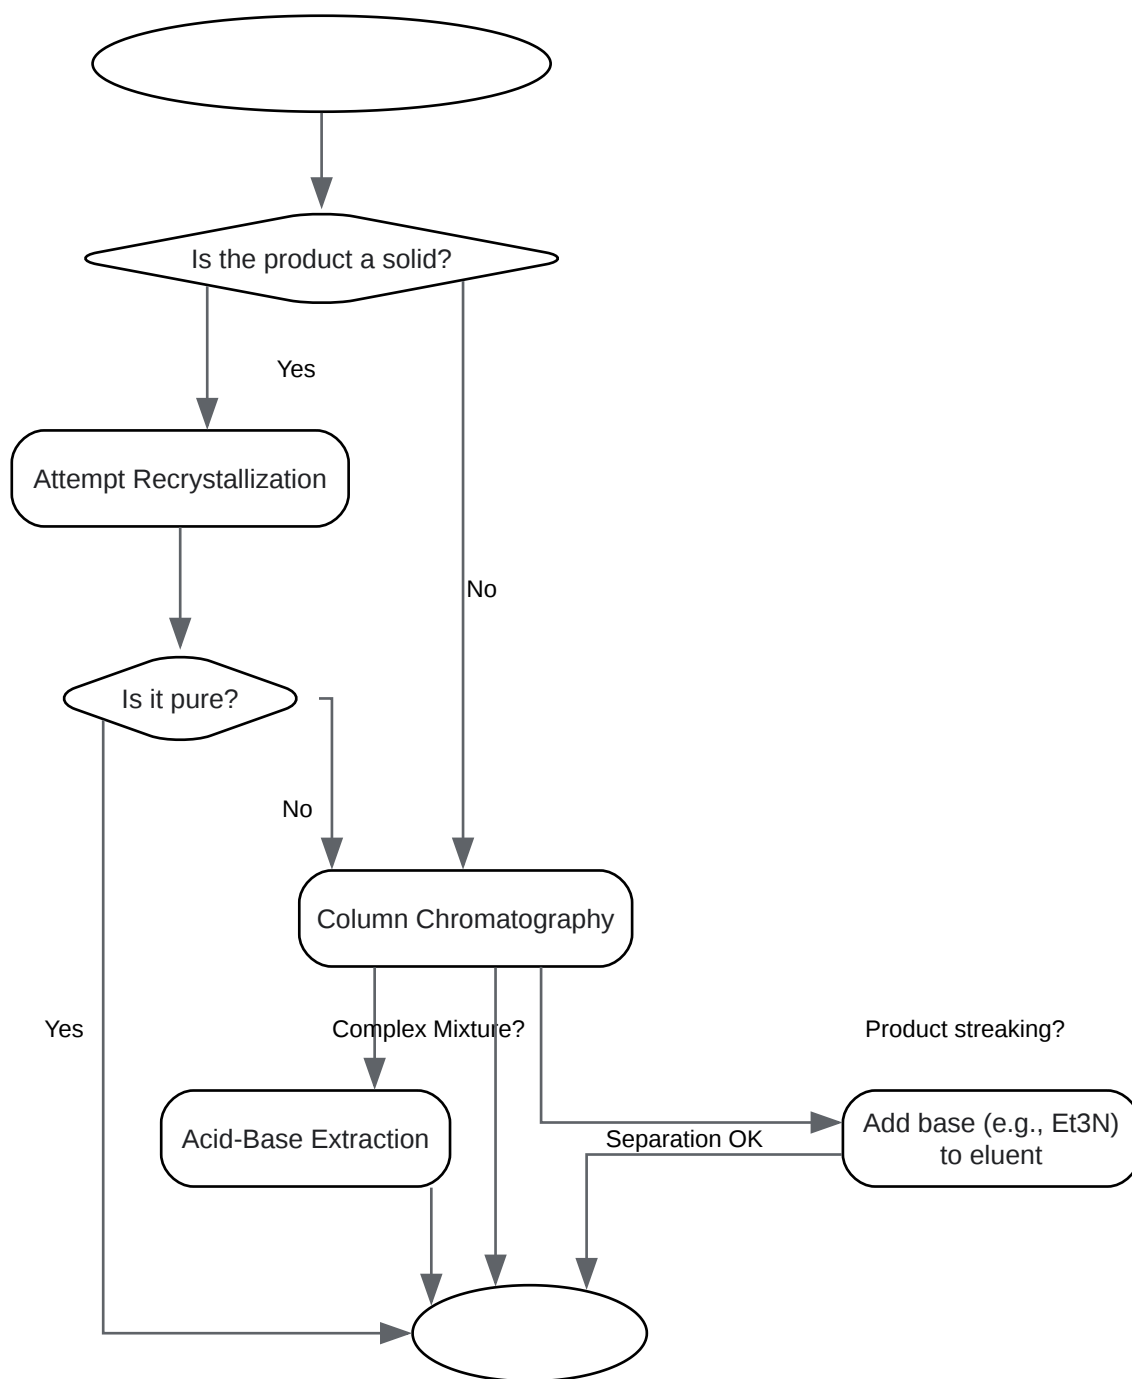 Is the product a solid?
Yes
Attempt Recrystallization
No
Is it pure?
No
Column Chromatography
Yes
Complex Mixture?
Product streaking?
Acid-Base Extraction
Separation OK
Add base (e.g., Et3N)
to eluent